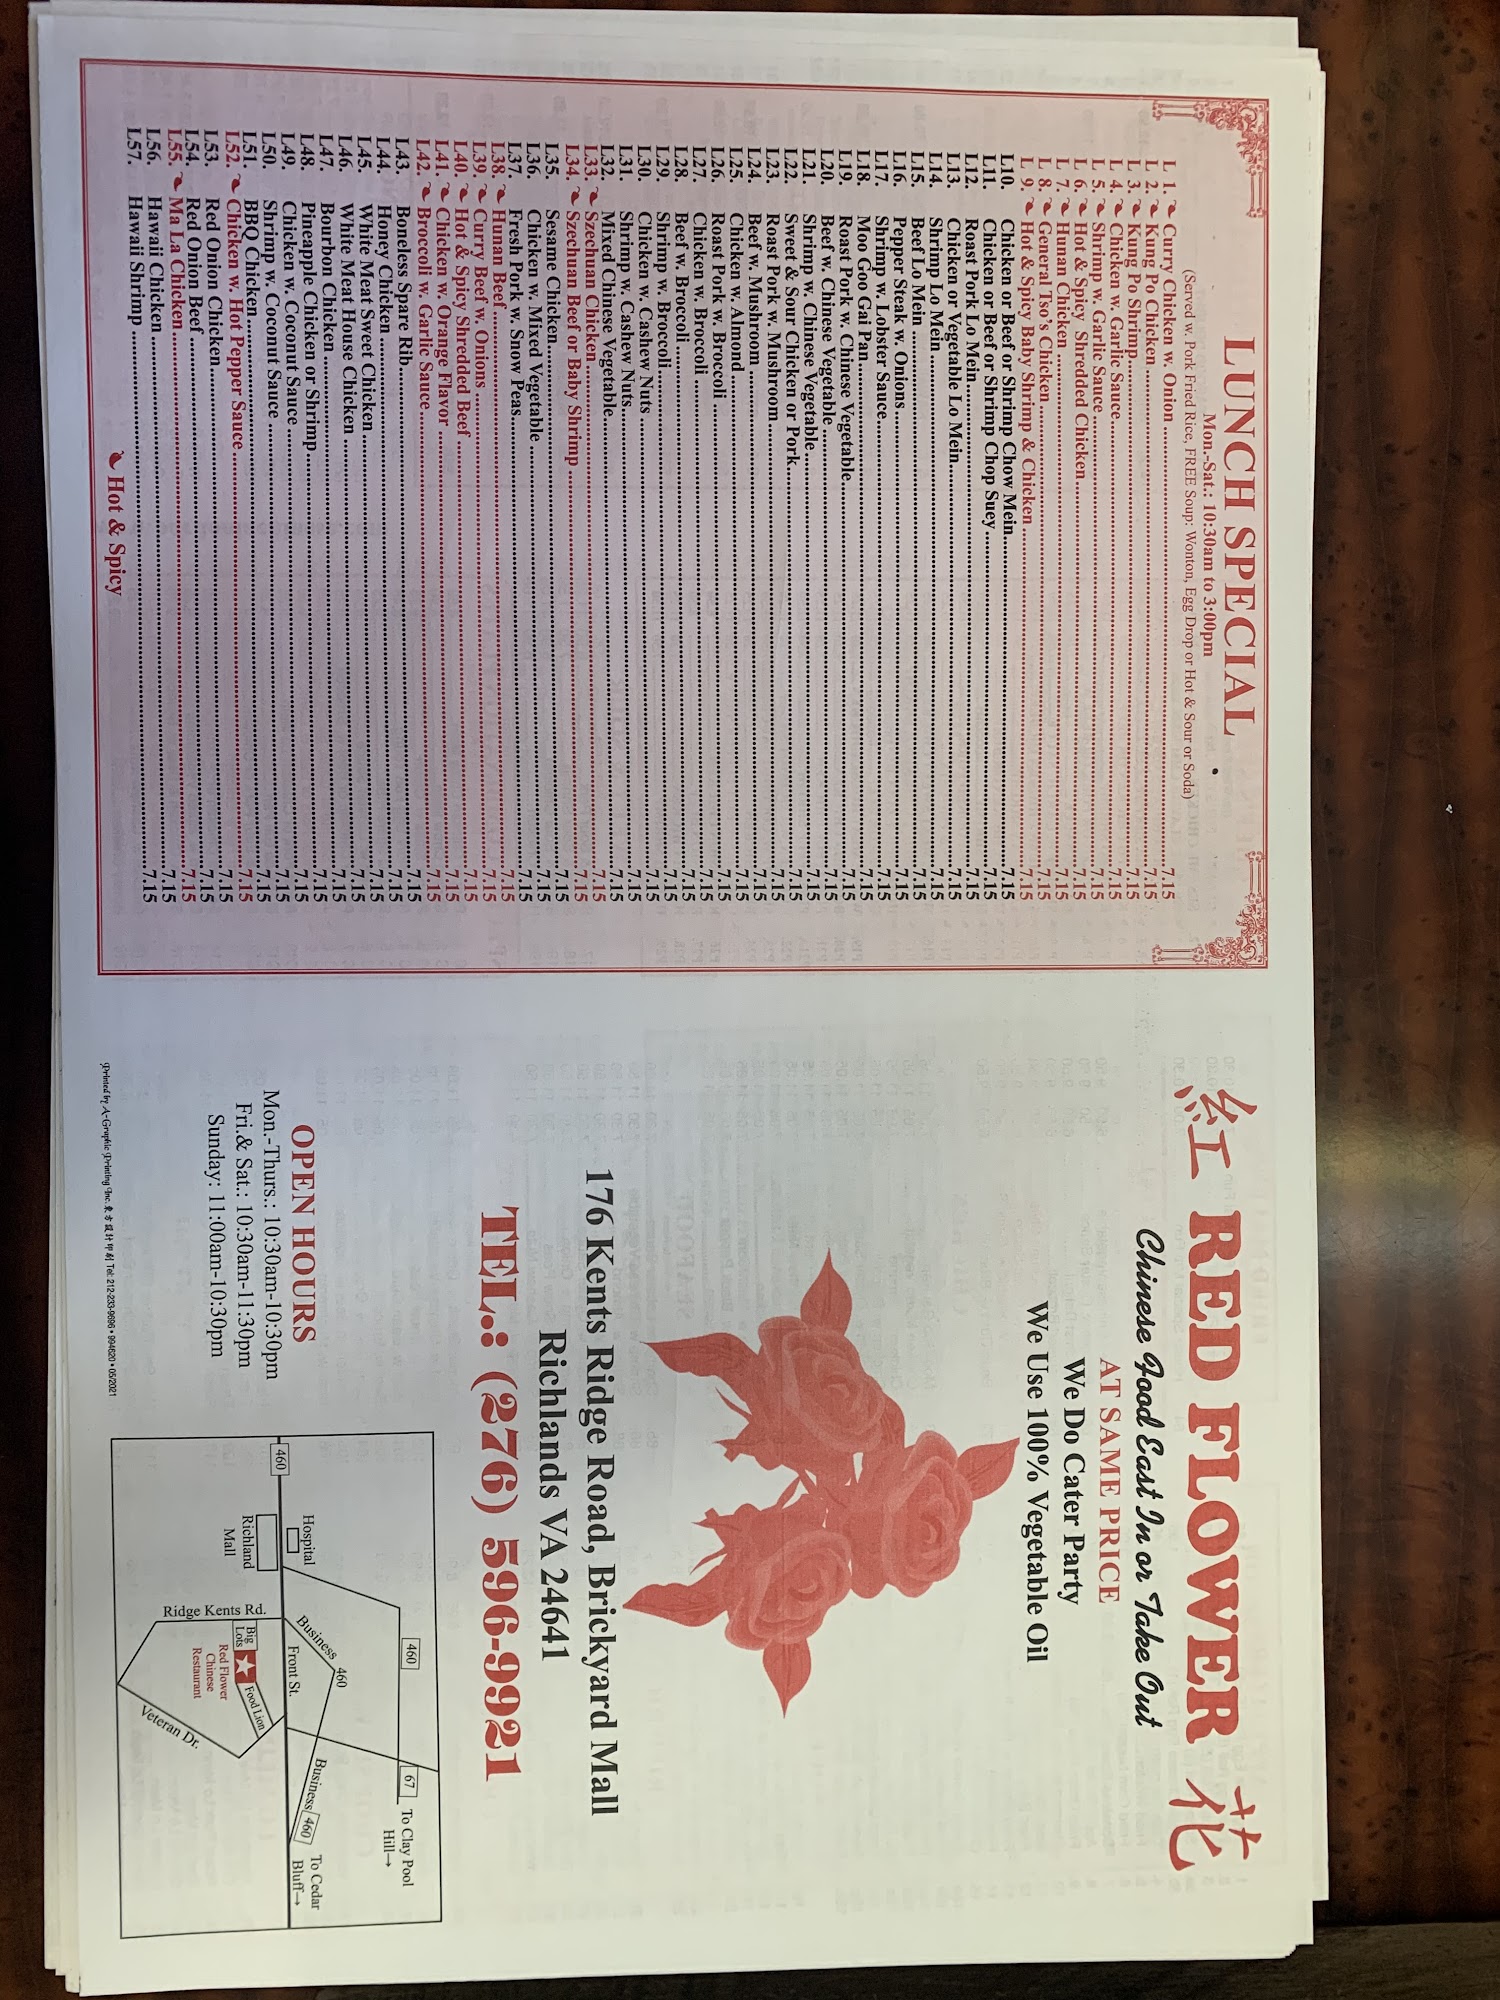 LUNCH SPECIAL
Mon.-Sat.: 10:30am to 3:00pm
(Served w. Pork Fried Rice, FREE Soup: Wonton, Egg Drop or Hot & Sour or Soda)
L 1. Curry Chicken w. Onion 7.15
L 2. Kung Po Chicken 7.15
L 3. Kung Po Shrimp 7.15
L 4. Chicken w. Garlic Sauce 7.15
L 5. Shrimp w. Garlic Sauce 7.15
L 6. Hot & Spicy Shredded Chicken 7.15
L 7. Hunan Chicken 7.15
L 8. General Tso's Chicken 7.15
L 9. Hot & Spicy Baby Shrimp & Chicken 7.15
L10. Chicken or Beef or Shrimp Chow Mein 7.15
L11. Chicken or Beef or Shrimp Chop Suey 7.15
L12. Roast Pork Lo Mein 7.15
L13. Chicken or Vegetable Lo Mein 7.15
L14. Shrimp Lo Mein 7.15
L15. Beef Lo Mein 7.15
L16. Pepper Steak w. Onions 7.15
L17. Shrimp w. Lobster Sauce 7.15
L18. Moo Goo Gai Pan 7.15
L19. Roast Pork w. Chinese Vegetable 7.15
L20. Beef w. Chinese Vegetable 7.15
L21. Shrimp w. Chinese Vegetable 7.15
L22. Sweet & Sour Chicken or Pork 7.15
L23. Roast Pork w. Mushroom 7.15
L24. Beef w. Mushroom 7.15
L25. Chicken w. Almond 7.15
L26. Roast Pork w. Broccoli 7.15
L27. Chicken w. Broccoli 7.15
L28. Beef w. Broccoli 7.15
L29. Shrimp w. Broccoli 7.15
L30. Chicken w. Cashew Nuts 7.15
L31. Shrimp w. Cashew Nuts 7.15
L32. Mixed Chinese Vegetable 7.15
L33. Szechuan Chicken 7.15
L34. Szechuan Beef or Baby Shrimp 7.15
L35. Sesame Chicken 7.15
L36. Chicken w. Mixed Vegetable 7.15
L37. Fresh Pork w. Snow Peas 7.15
L38. Hunan Beef 7.15
L39. Curry Beef w. Onions 7.15
L40. Hot & Spicy Shredded Beef 7.15
L41. Chicken w. Orange Flavor 7.15
L42. Broccoli w. Garlic Sauce 7.15
L43. Boneless Spare Rib 7.15
L44. Honey Chicken 7.15
L45. White Meat Sweet Chicken 7.15
L46. White Meat House Chicken 7.15
L47. Bourbon Chicken 7.15
L48. Pineapple Chicken or Shrimp 7.15
L49. Chicken w. Coconut Sauce 7.15
L50. Shrimp w. Coconut Sauce 7.15
L51. BBQ Chicken 7.15
L52. Chicken w. Hot Pepper Sauce 7.15
L53. Red Onion Chicken 7.15
L54. Red Onion Beef 7.15
L55. Ma La Chicken 7.15
L56. Hawaii Chicken 7.15
L57. Hawaii Shrimp 7.15
Hot & Spicy
紅 RED FLOWER 花
Chinese Food East In or Take Out
AT SAME PRICE
We Do Cater Party
We Use 100% Vegetable Oil
176 Kents Ridge Road, Brickyard Mall
Richlands VA 24641
TEL.: (276) 596-9921
OPEN HOURS
Mon.-Thurs.: 10:30am-10:30pm
Fri.& Sat.: 10:30am-11:30pm
Sunday: 11:00am-10:30pm
Printed by A-Graphic Printing Inc. 東方設計印刷 Tel: 212-233-9696 • 994620 • 05/2021
460
67
To Clay Pool
Hill→
460
Hospital
Richland
Mall
Business
460
Front St.
Business 460
To Cedar
Bluff→
Ridge Kents Rd.
Big
Lots
Food Lion
Red Flower
Chinese
Restaurant
Veteran Dr.